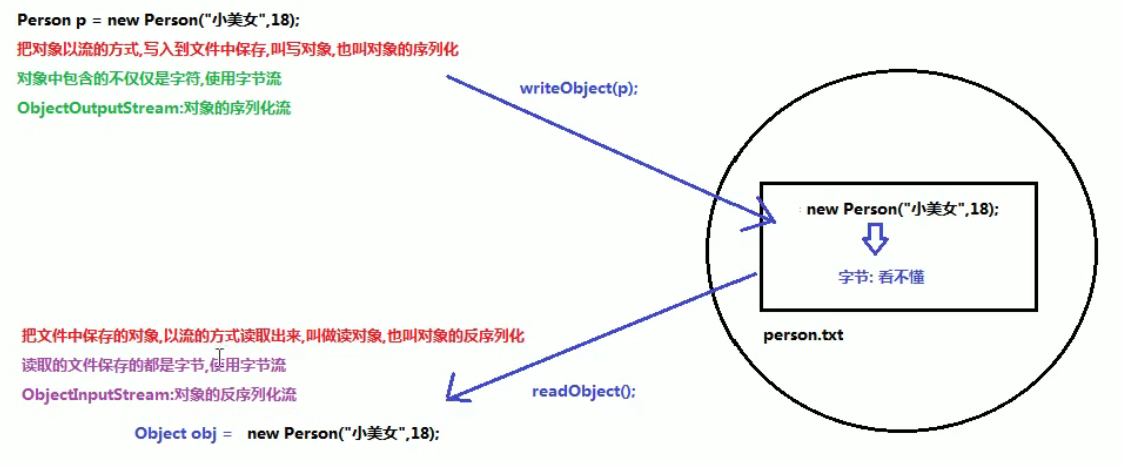 Person p = new Person("小美女",18);
把对象以流的方式,写入到文件中保存,叫写对象,也叫对象的序列化
对象中包含的不仅仅是字符,使用字节流
ObjectOutputStream:对象的序列化流
writeObject(p);
new Person("小美女",18);
字节: 看不懂
person.txt
把文件中保存的对象,以流的方式读取出来,叫做读对象,也叫对象的反序列化
读取的文件保存的都是字节,使用字节流
ObjectInputStream:对象的反序列化流
readObject();
Object obj = new Person("小美女",18);